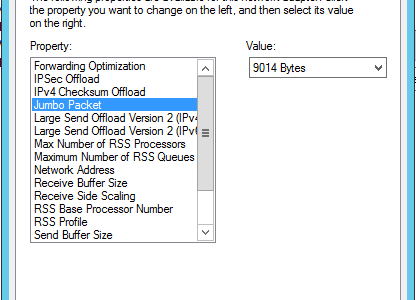 the property you want to change on the left, and then select its value
on the right.
Property:
Value:
Forwarding Optimization
IPSec Offload
IPv4 Checksum Offload
Jumbo Packet
Large Send Offload Version 2 (IPv4
Large Send Offload Version 2 (IPv6
Max Number of RSS Processors
Maximum Number of RSS Queues
Network Address
Receive Buffer Size
Receive Side Scaling
RSS Base Processor Number
RSS Profile
Send Buffer Size
9014 Bytes